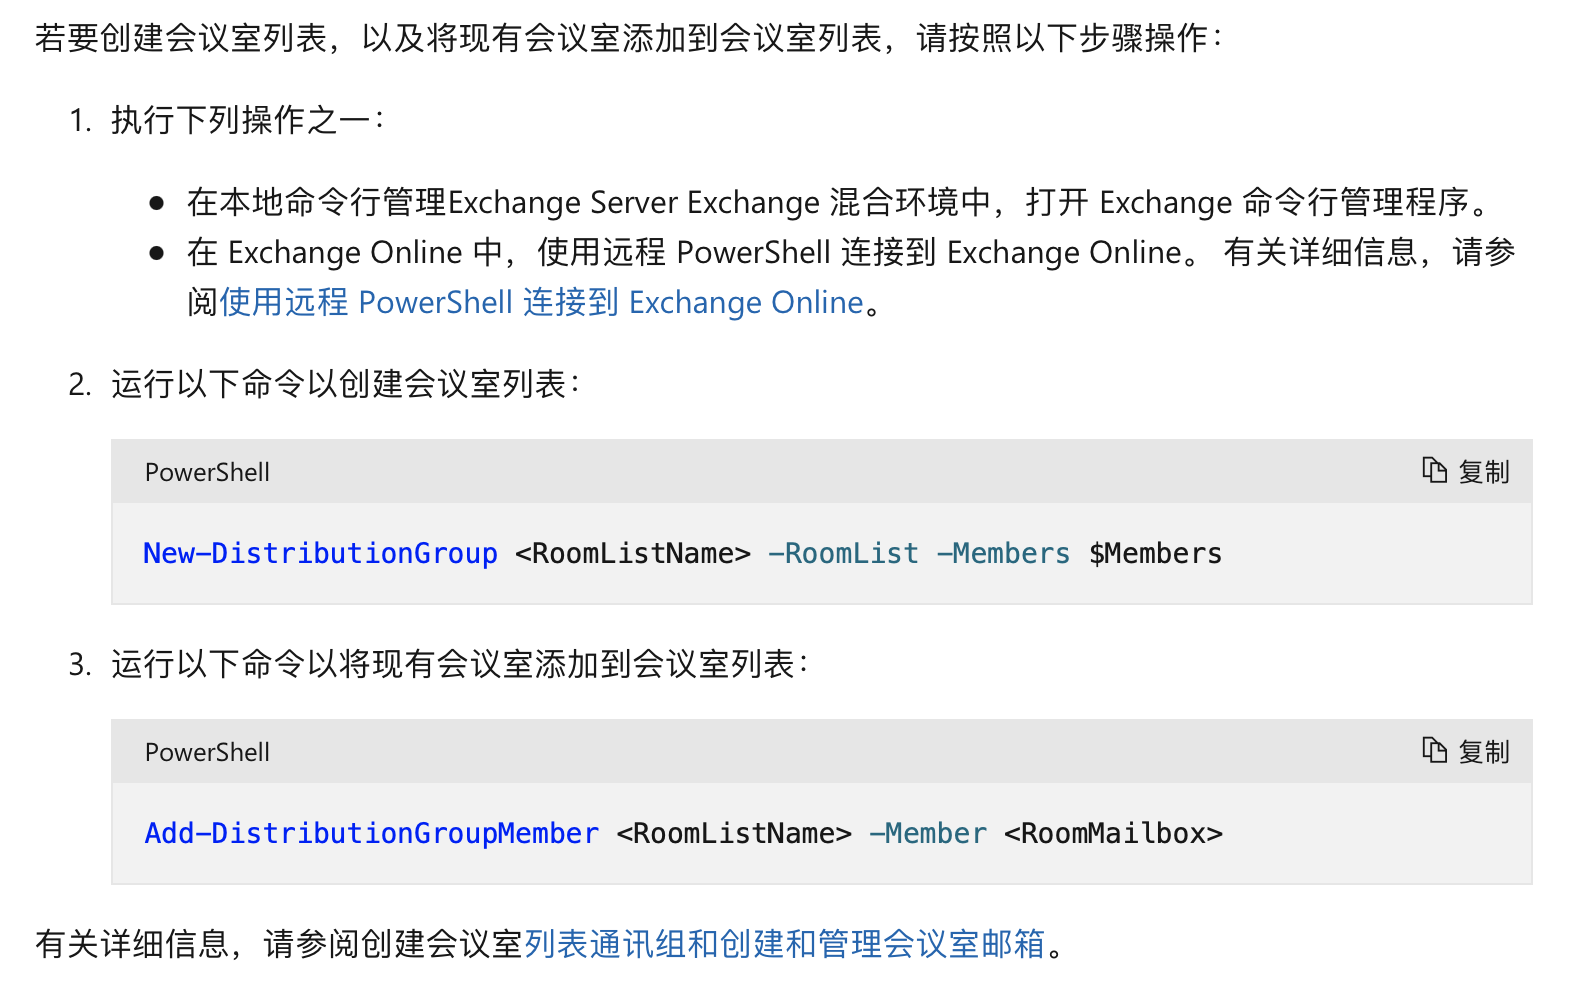 若要创建会议室列表，以及将现有会议室添加到会议室列表，请按照以下步骤操作：
1. 执行下列操作之一：
● 在本地命令行管理Exchange Server Exchange 混合环境中，打开 Exchange 命令行管理程序。
● 在 Exchange Online 中，使用远程 PowerShell 连接到 Exchange Online。 有关详细信息，请参
阅使用远程 PowerShell 连接到 Exchange Online。
2. 运行以下命令以创建会议室列表：
PowerShell 复制
New-DistributionGroup <RoomListName> -RoomList -Members $Members
3. 运行以下命令以将现有会议室添加到会议室列表：
PowerShell 复制
Add-DistributionGroupMember <RoomListName> -Member <RoomMailbox>
有关详细信息，请参阅创建会议室列表通讯组和创建和管理会议室邮箱。